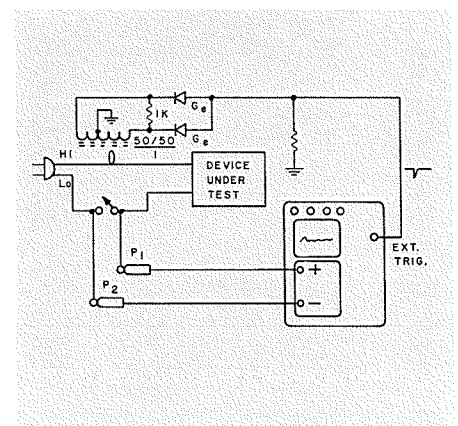 1K
Ge
Ge
50/50
1
HI
LO
DEVICE
UNDER
TEST
P1
P2
+
−
EXT.
TRIG.